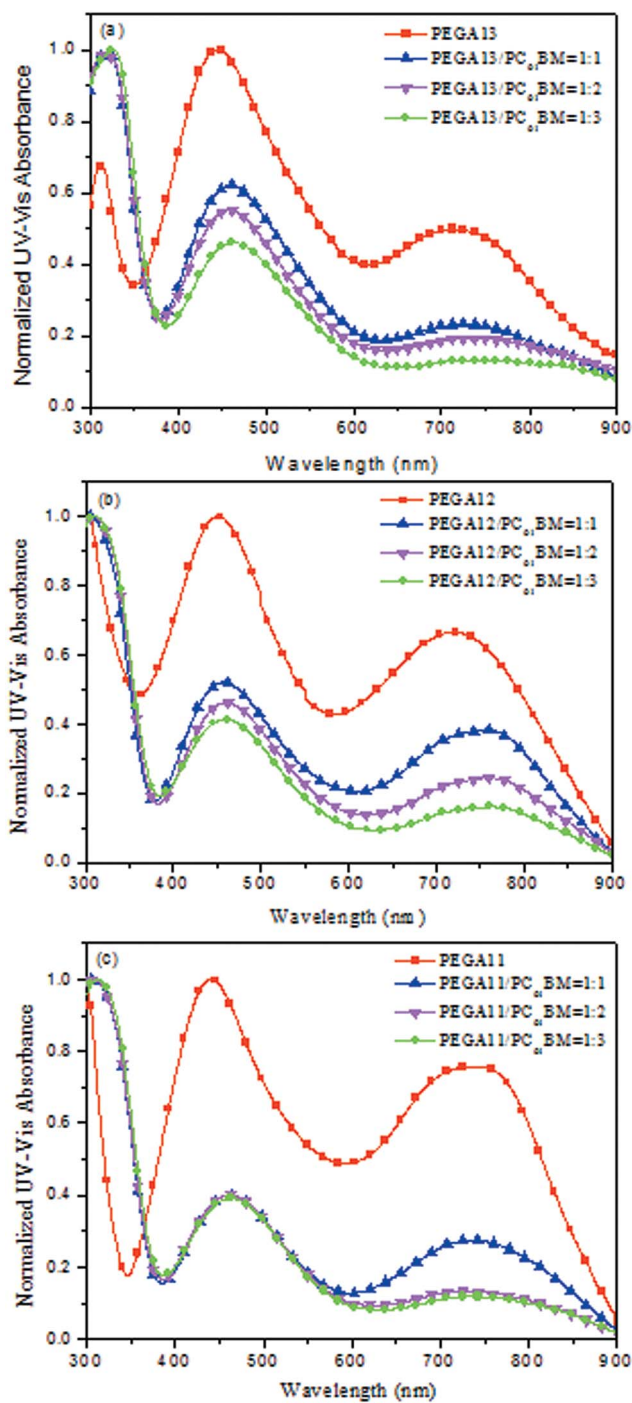 (a)
PEGA13
PEGA13/PC₆₁BM=1:1
PEGA13/PC₆₁BM=1:2
PEGA13/PC₆₁BM=1:3
Normalized UV-Vis Absorbance
1.0
0.8
0.6
0.4
0.2
0.0
300 400 500 600 700 800 900
Wavelength (nm)
(b)
PEGA12
PEGA12/PC₆₁BM=1:1
PEGA12/PC₆₁BM=1:2
PEGA12/PC₆₁BM=1:3
Normalized UV-Vis Absorbance
1.0
0.8
0.6
0.4
0.2
0.0
300 400 500 600 700 800 900
Wavelength (nm)
(c)
PEGA11
PEGA11/PC₆₁BM=1:1
PEGA11/PC₆₁BM=1:2
PEGA11/PC₆₁BM=1:3
Normalized UV-Vis Absorbance
1.0
0.8
0.6
0.4
0.2
0.0
300 400 500 600 700 800 900
Wavelength (nm)